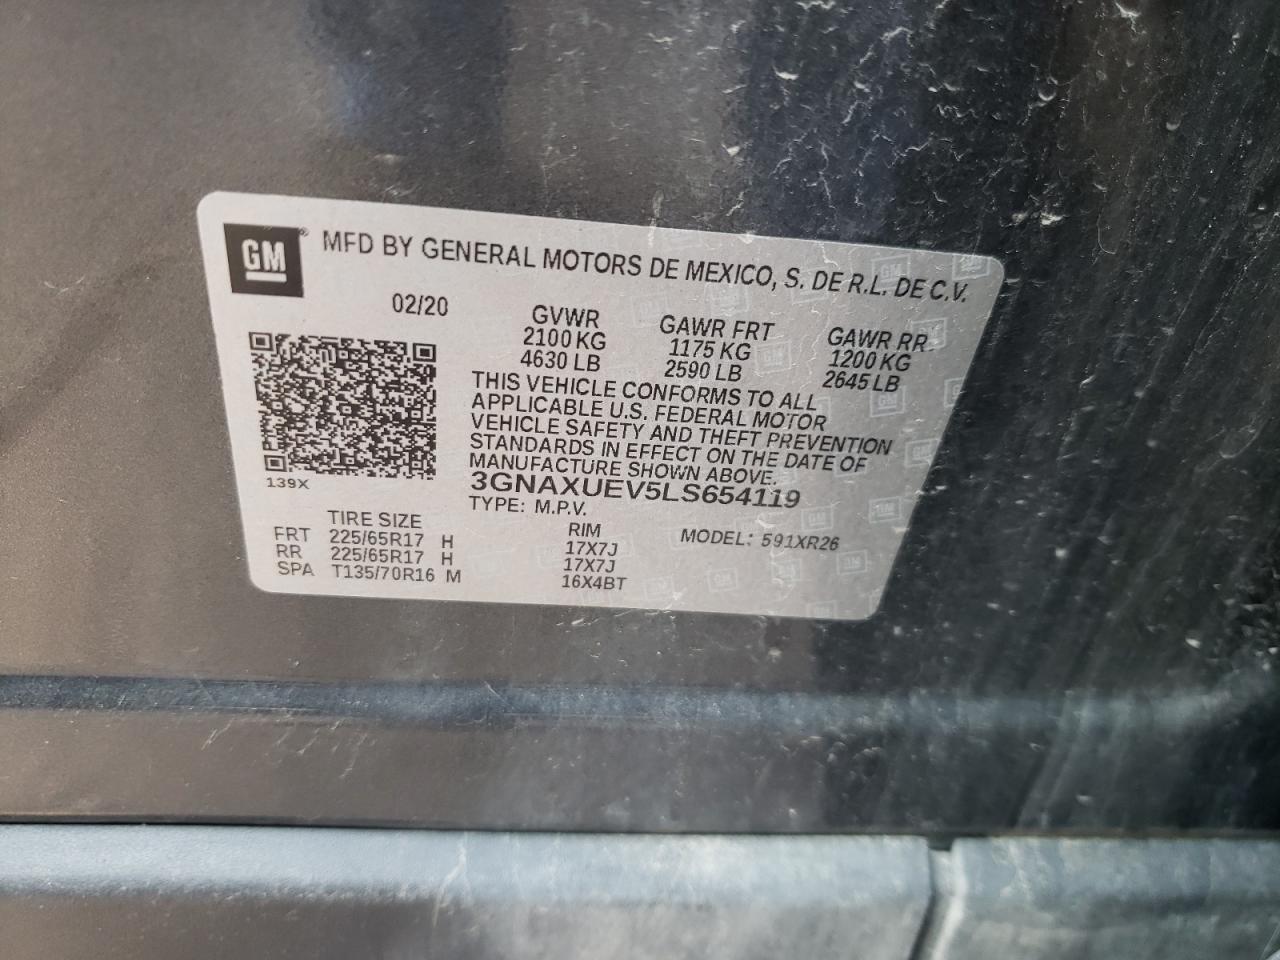 GM® MFD BY GENERAL MOTORS DE MEXICO, S. DE R.L. DE C.V.
02/20 GVWR GAWR FRT GAWR RR.
2100 KG 1175 KG 1200 KG
4630 LB 2590 LB 2645 LB
THIS VEHICLE CONFORMS TO ALL
APPLICABLE U.S. FEDERAL MOTOR
VEHICLE SAFETY AND THEFT PREVENTION
STANDARDS IN EFFECT ON THE DATE OF
MANUFACTURE SHOWN ABOVE.
139X
3GNAXUEV5LS654119
TYPE: M.P.V.
TIRE SIZE RIM MODEL: 591XR26
FRT 225/65R17 H 17X7J
RR 225/65R17 H 17X7J
SPA T135/70R16 M 16X4BT